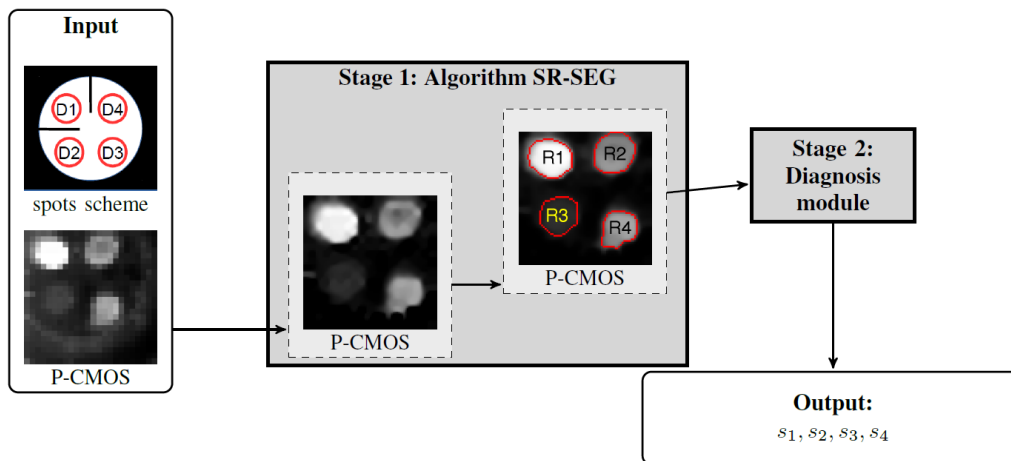 Input
D1 D4
D2 D3
spots scheme
P-CMOS
Stage 1: Algorithm SR-SEG
P-CMOS
R1 R2
R3 R4
P-CMOS
Stage 2:
Diagnosis
module
Output:
s₁, s₂, s₃, s₄